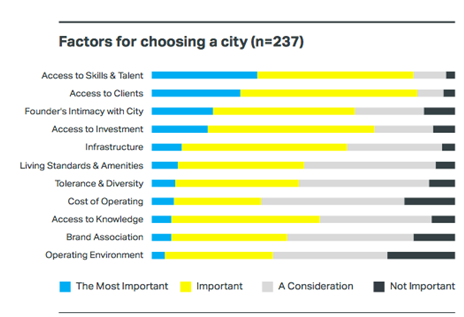 Factors for choosing a city (n=237)
Access to Skills & Talent
Access to Clients
Founder's Intimacy with City
Access to Investment
Infrastructure
Living Standards & Amenities
Tolerance & Diversity
Cost of Operating
Access to Knowledge
Brand Association
Operating Environment
The Most Important Important A Consideration Not Important